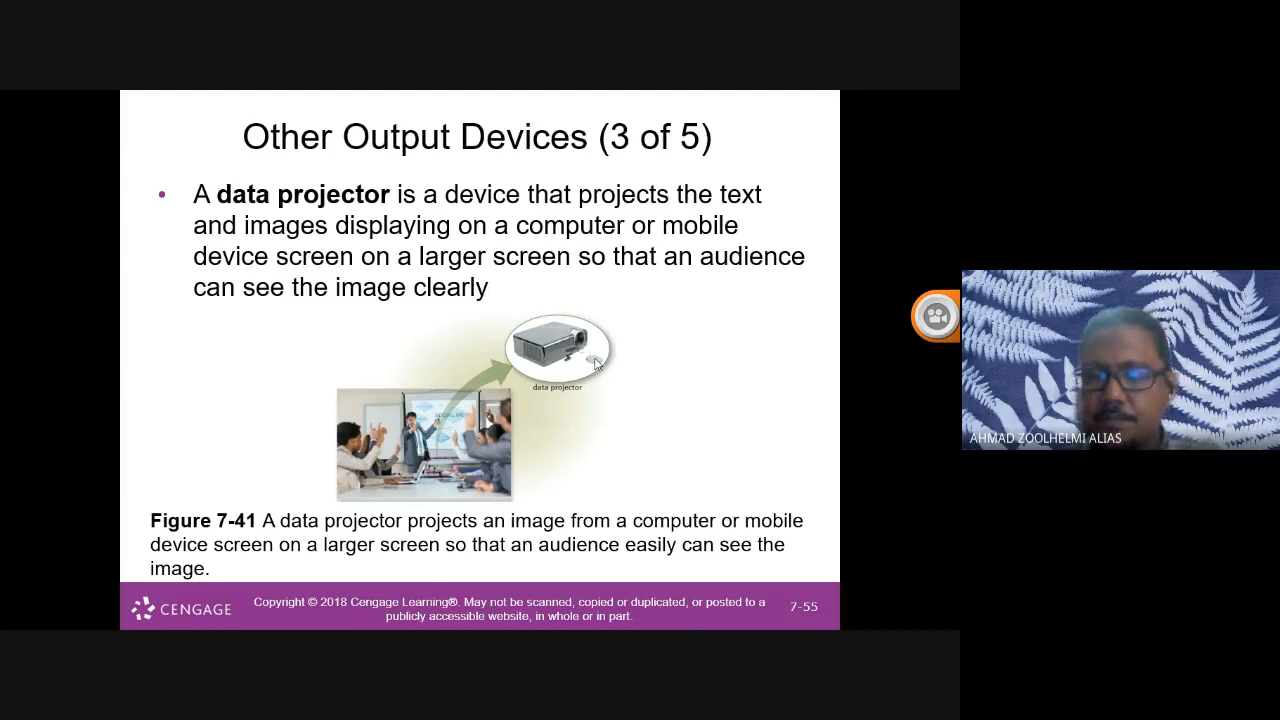 Other Output Devices (3 of 5)
• A data projector is a device that projects the text
and images displaying on a computer or mobile
device screen on a larger screen so that an audience
can see the image clearly
data projector
Figure 7-41 A data projector projects an image from a computer or mobile
device screen on a larger screen so that an audience easily can see the
image.
CENGAGE
Copyright © 2018 Cengage Learning®. May not be scanned, copied or duplicated, or posted to a
publicly accessible website, in whole or in part.
7-55
AHMAD ZOOLHELMI ALIAS